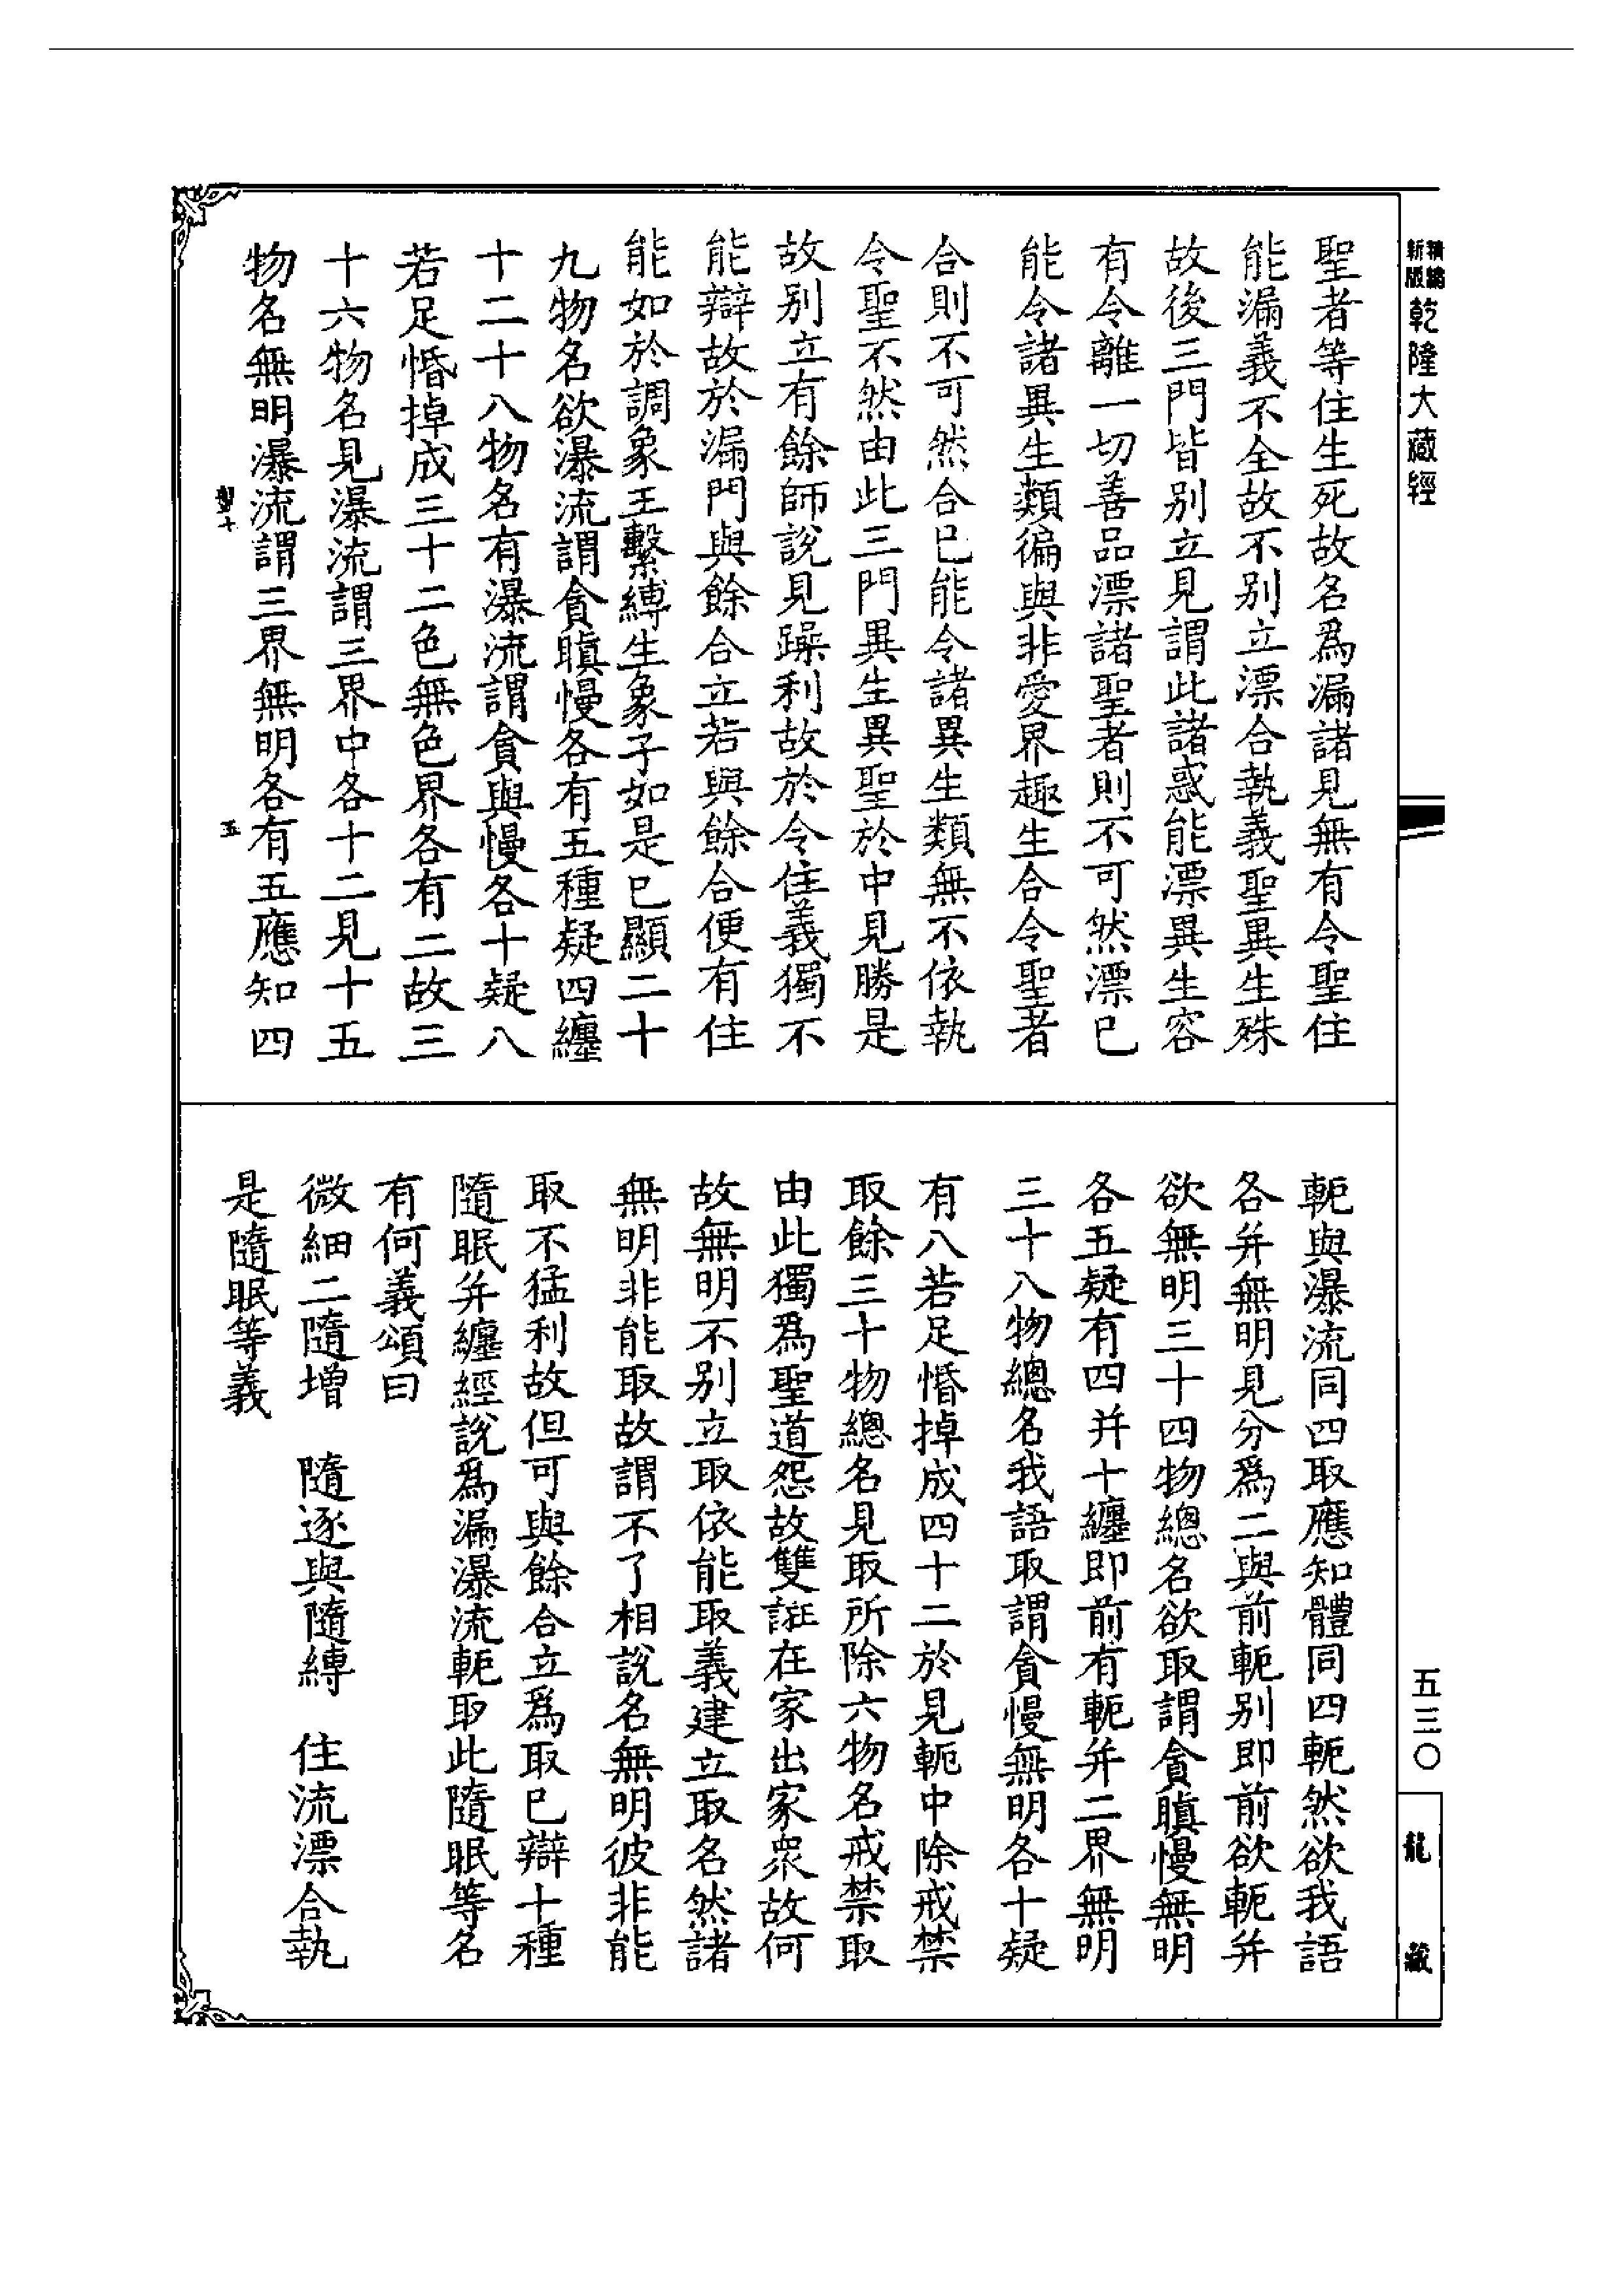 新編精版乾隆大藏經
聖者等住生死故名爲漏諸見無有令聖住
能漏義不全故不别立漂合執義聖異生殊
故後三門皆别立見謂此諸惑能漂異生容
有令離一切善品漂諸聖者則不可然漂已
能令諸異生類徧與非愛界趣生合令聖者
合則不可然合已能令諸異生類無不依執
令聖不然由此三門異生異聖於中見勝是
故别立有餘師說見躁利故於令住義獨不
能辯故於漏門與餘合立若與餘合便有住
能如於調象王繫縛生象子如是已顯二十
九物名欲瀑流謂貪瞋慢各有五種疑四纏
十二十八物名有瀑流謂貪與慢各十疑八
若足惛掉成三十二色無色界各有二故三
十六物名見瀑流謂三界中各十二見十五
物名無明瀑流謂三界無明各有五應知四
五
軛與瀑流同四取應知體同四軛然欲我語
各并無明見分爲二與前軛别即前欲軛并
欲無明三十四物總名欲取謂貪瞋慢無明
各五疑有四并十纏即前有軛并二界無明
三十八物總名我語取謂貪慢無明各十疑
有八若足惛掉成四十二於見軛中除戒禁
取餘三十物總名見取所除六物名戒禁取
由此獨爲聖道怨故雙誑在家出家衆故何
故無明不别立取依能取義建立取名然諸
無明非能取故謂不了相說名無明彼非能
取不猛利故但可與餘合立爲取已辯十種
隨眠并纏經說爲漏瀑流軛取此隨眠等名
有何義頌曰
微細二隨增　隨逐與隨縛　住流漂合執
是隨眠等義
五三〇
龍藏